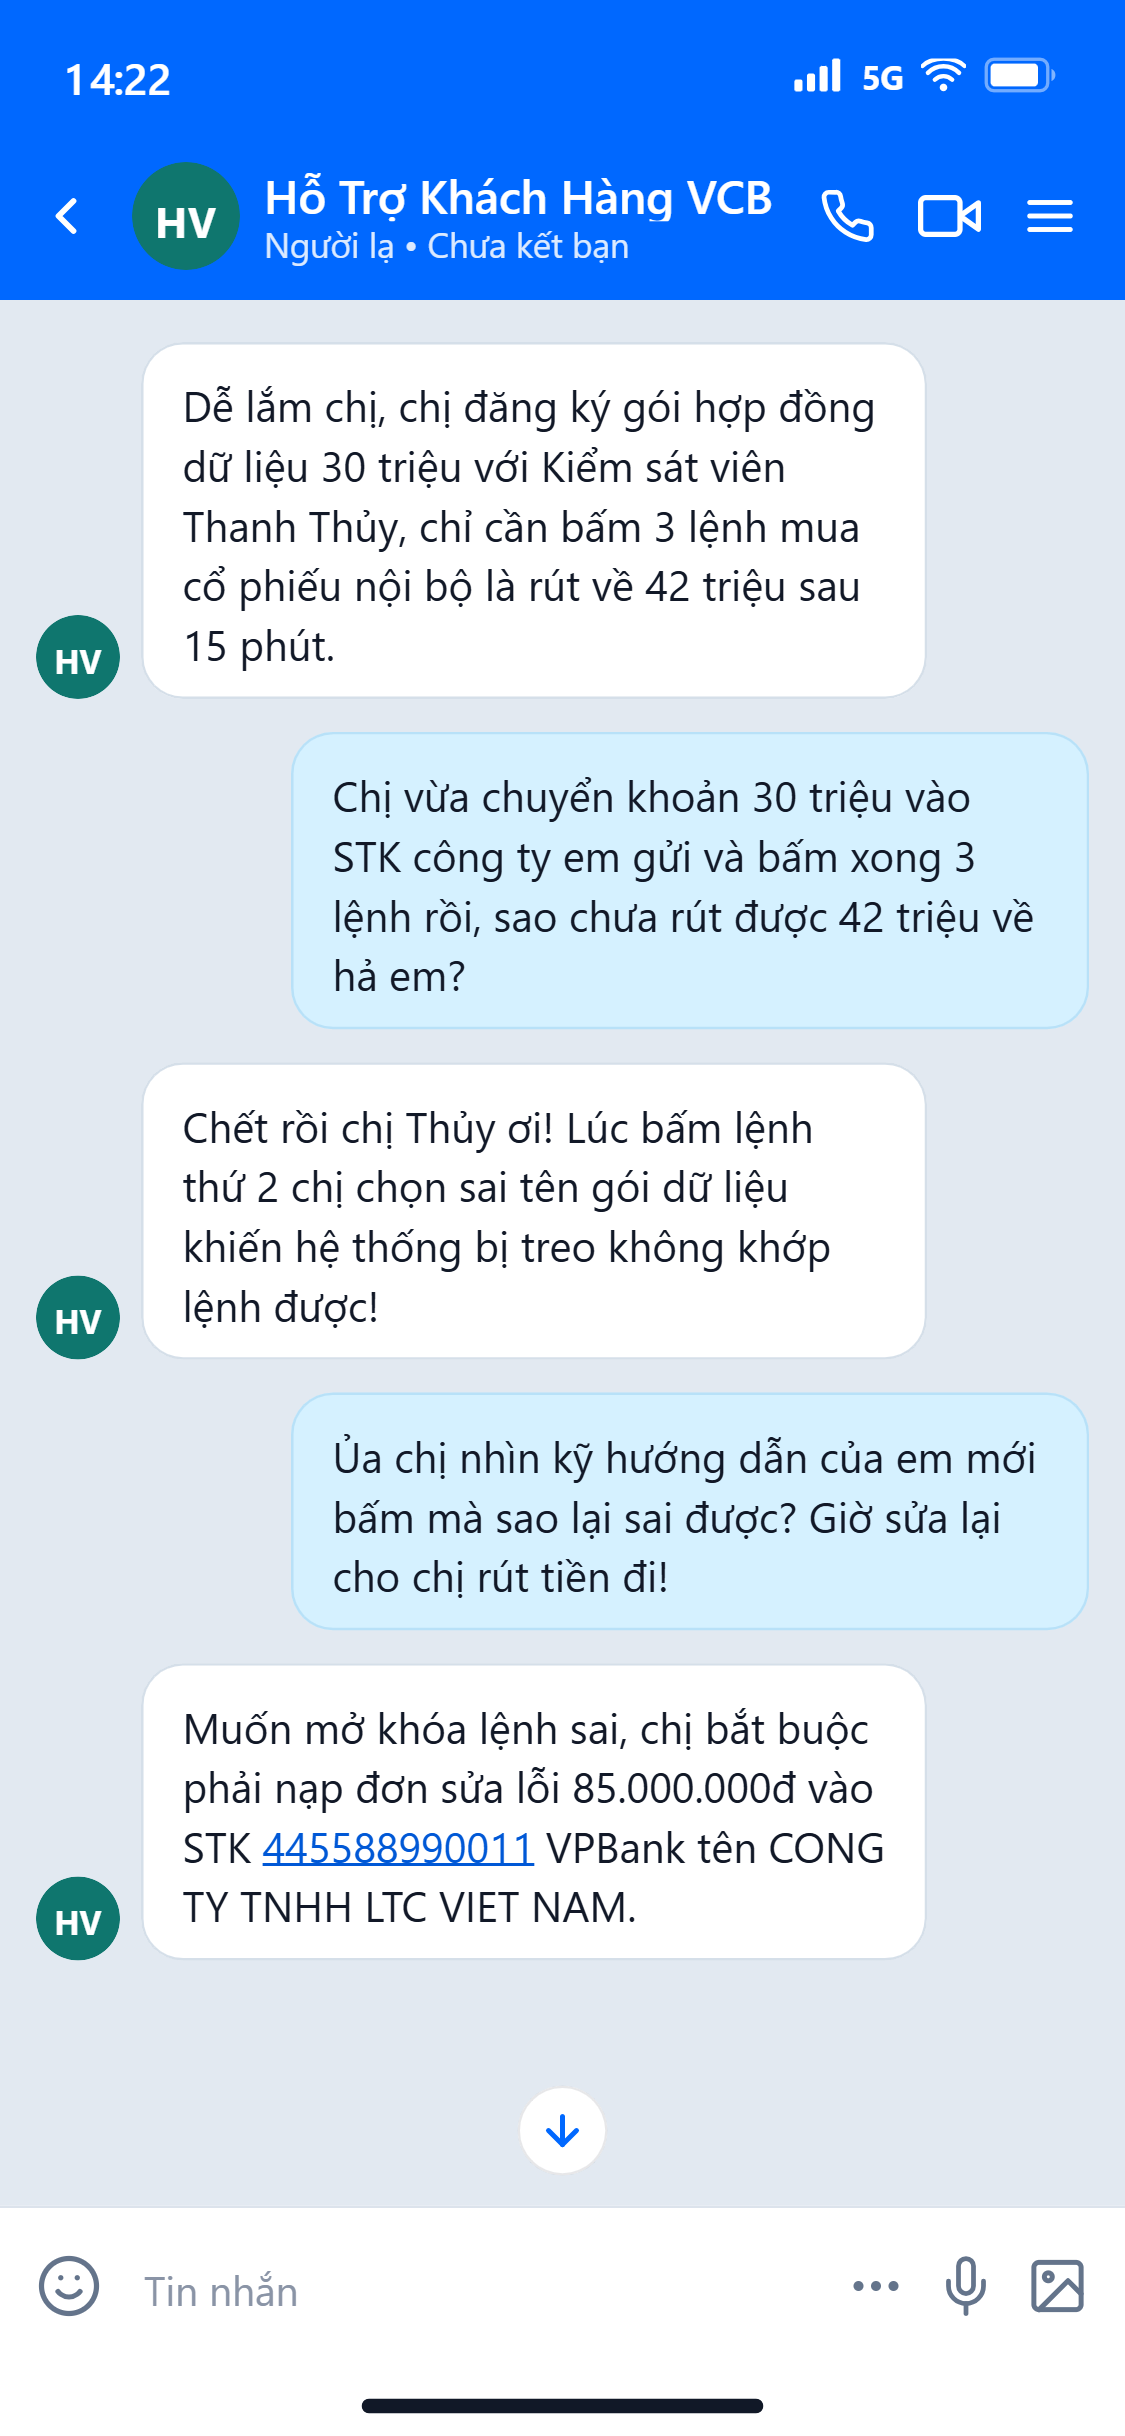 14:22
5G
HV
Hỗ Trợ Khách Hàng VCB
Người lạ • Chưa kết bạn
Dễ lắm chị, chị đăng ký gói hợp đồng
dữ liệu 30 triệu với Kiểm sát viên
Thanh Thủy, chỉ cần bấm 3 lệnh mua
cổ phiếu nội bộ là rút về 42 triệu sau
15 phút.
HV
Chị vừa chuyển khoản 30 triệu vào
STK công ty em gửi và bấm xong 3
lệnh rồi, sao chưa rút được 42 triệu về
hả em?
Chết rồi chị Thủy ơi! Lúc bấm lệnh
thứ 2 chị chọn sai tên gói dữ liệu
khiến hệ thống bị treo không khớp
lệnh được!
HV
Ủa chị nhìn kỹ hướng dẫn của em mới
bấm mà sao lại sai được? Giờ sửa lại
cho chị rút tiền đi!
Muốn mở khóa lệnh sai, chị bắt buộc
phải nạp đơn sửa lỗi 85.000.000đ vào
STK 445588990011 VPBank tên CONG
TY TNHH LTC VIET NAM.
HV
Tin nhắn